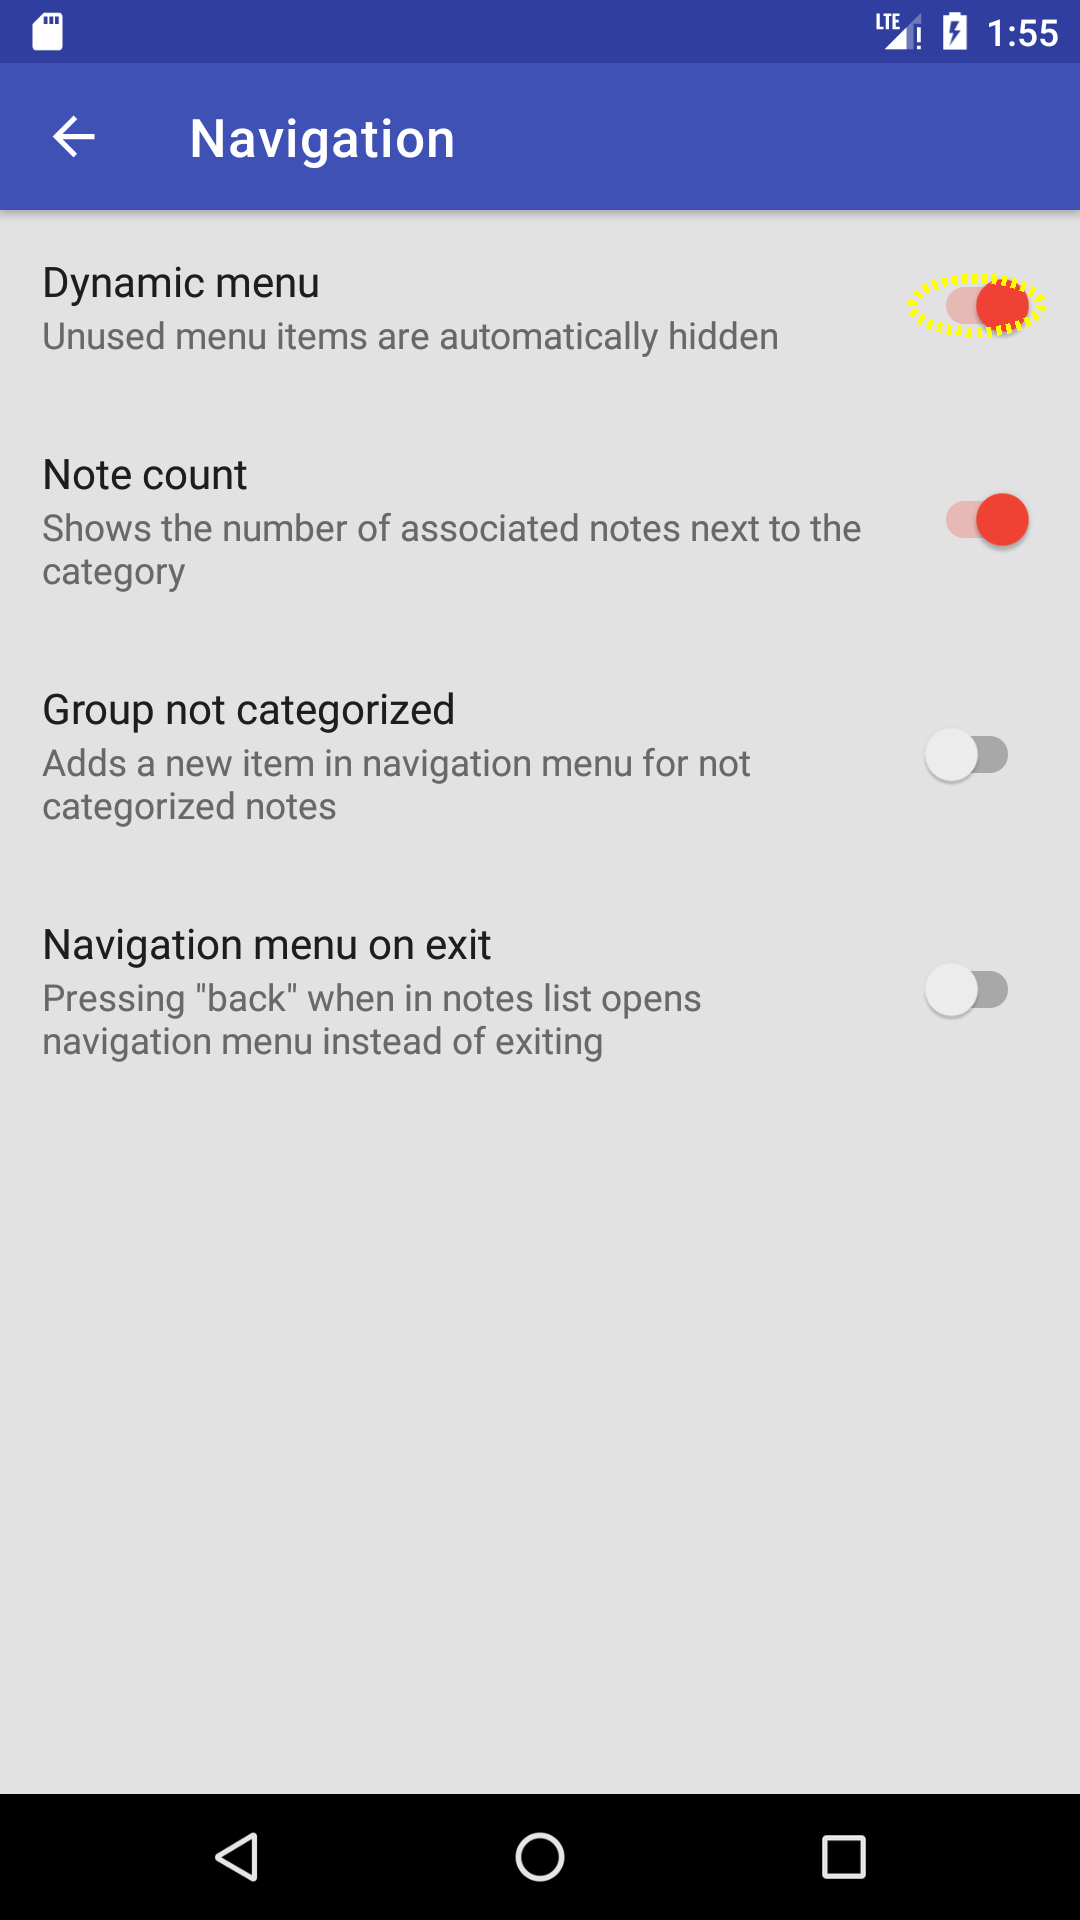 LTE 1:55
Navigation
Dynamic menu
Unused menu items are automatically hidden
Note count
Shows the number of associated notes next to the
category
Group not categorized
Adds a new item in navigation menu for not
categorized notes
Navigation menu on exit
Pressing "back" when in notes list opens
navigation menu instead of exiting